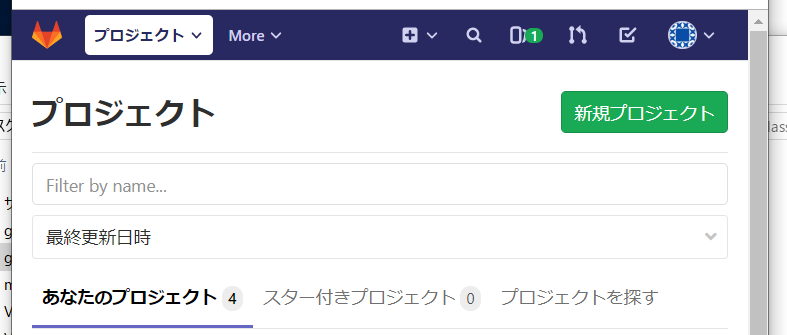 プロジェクト More 1
プロジェクト 新規プロジェクト
Filter by name...
最終更新日時
あなたのプロジェクト 4 スター付きプロジェクト 0 プロジェクトを探す